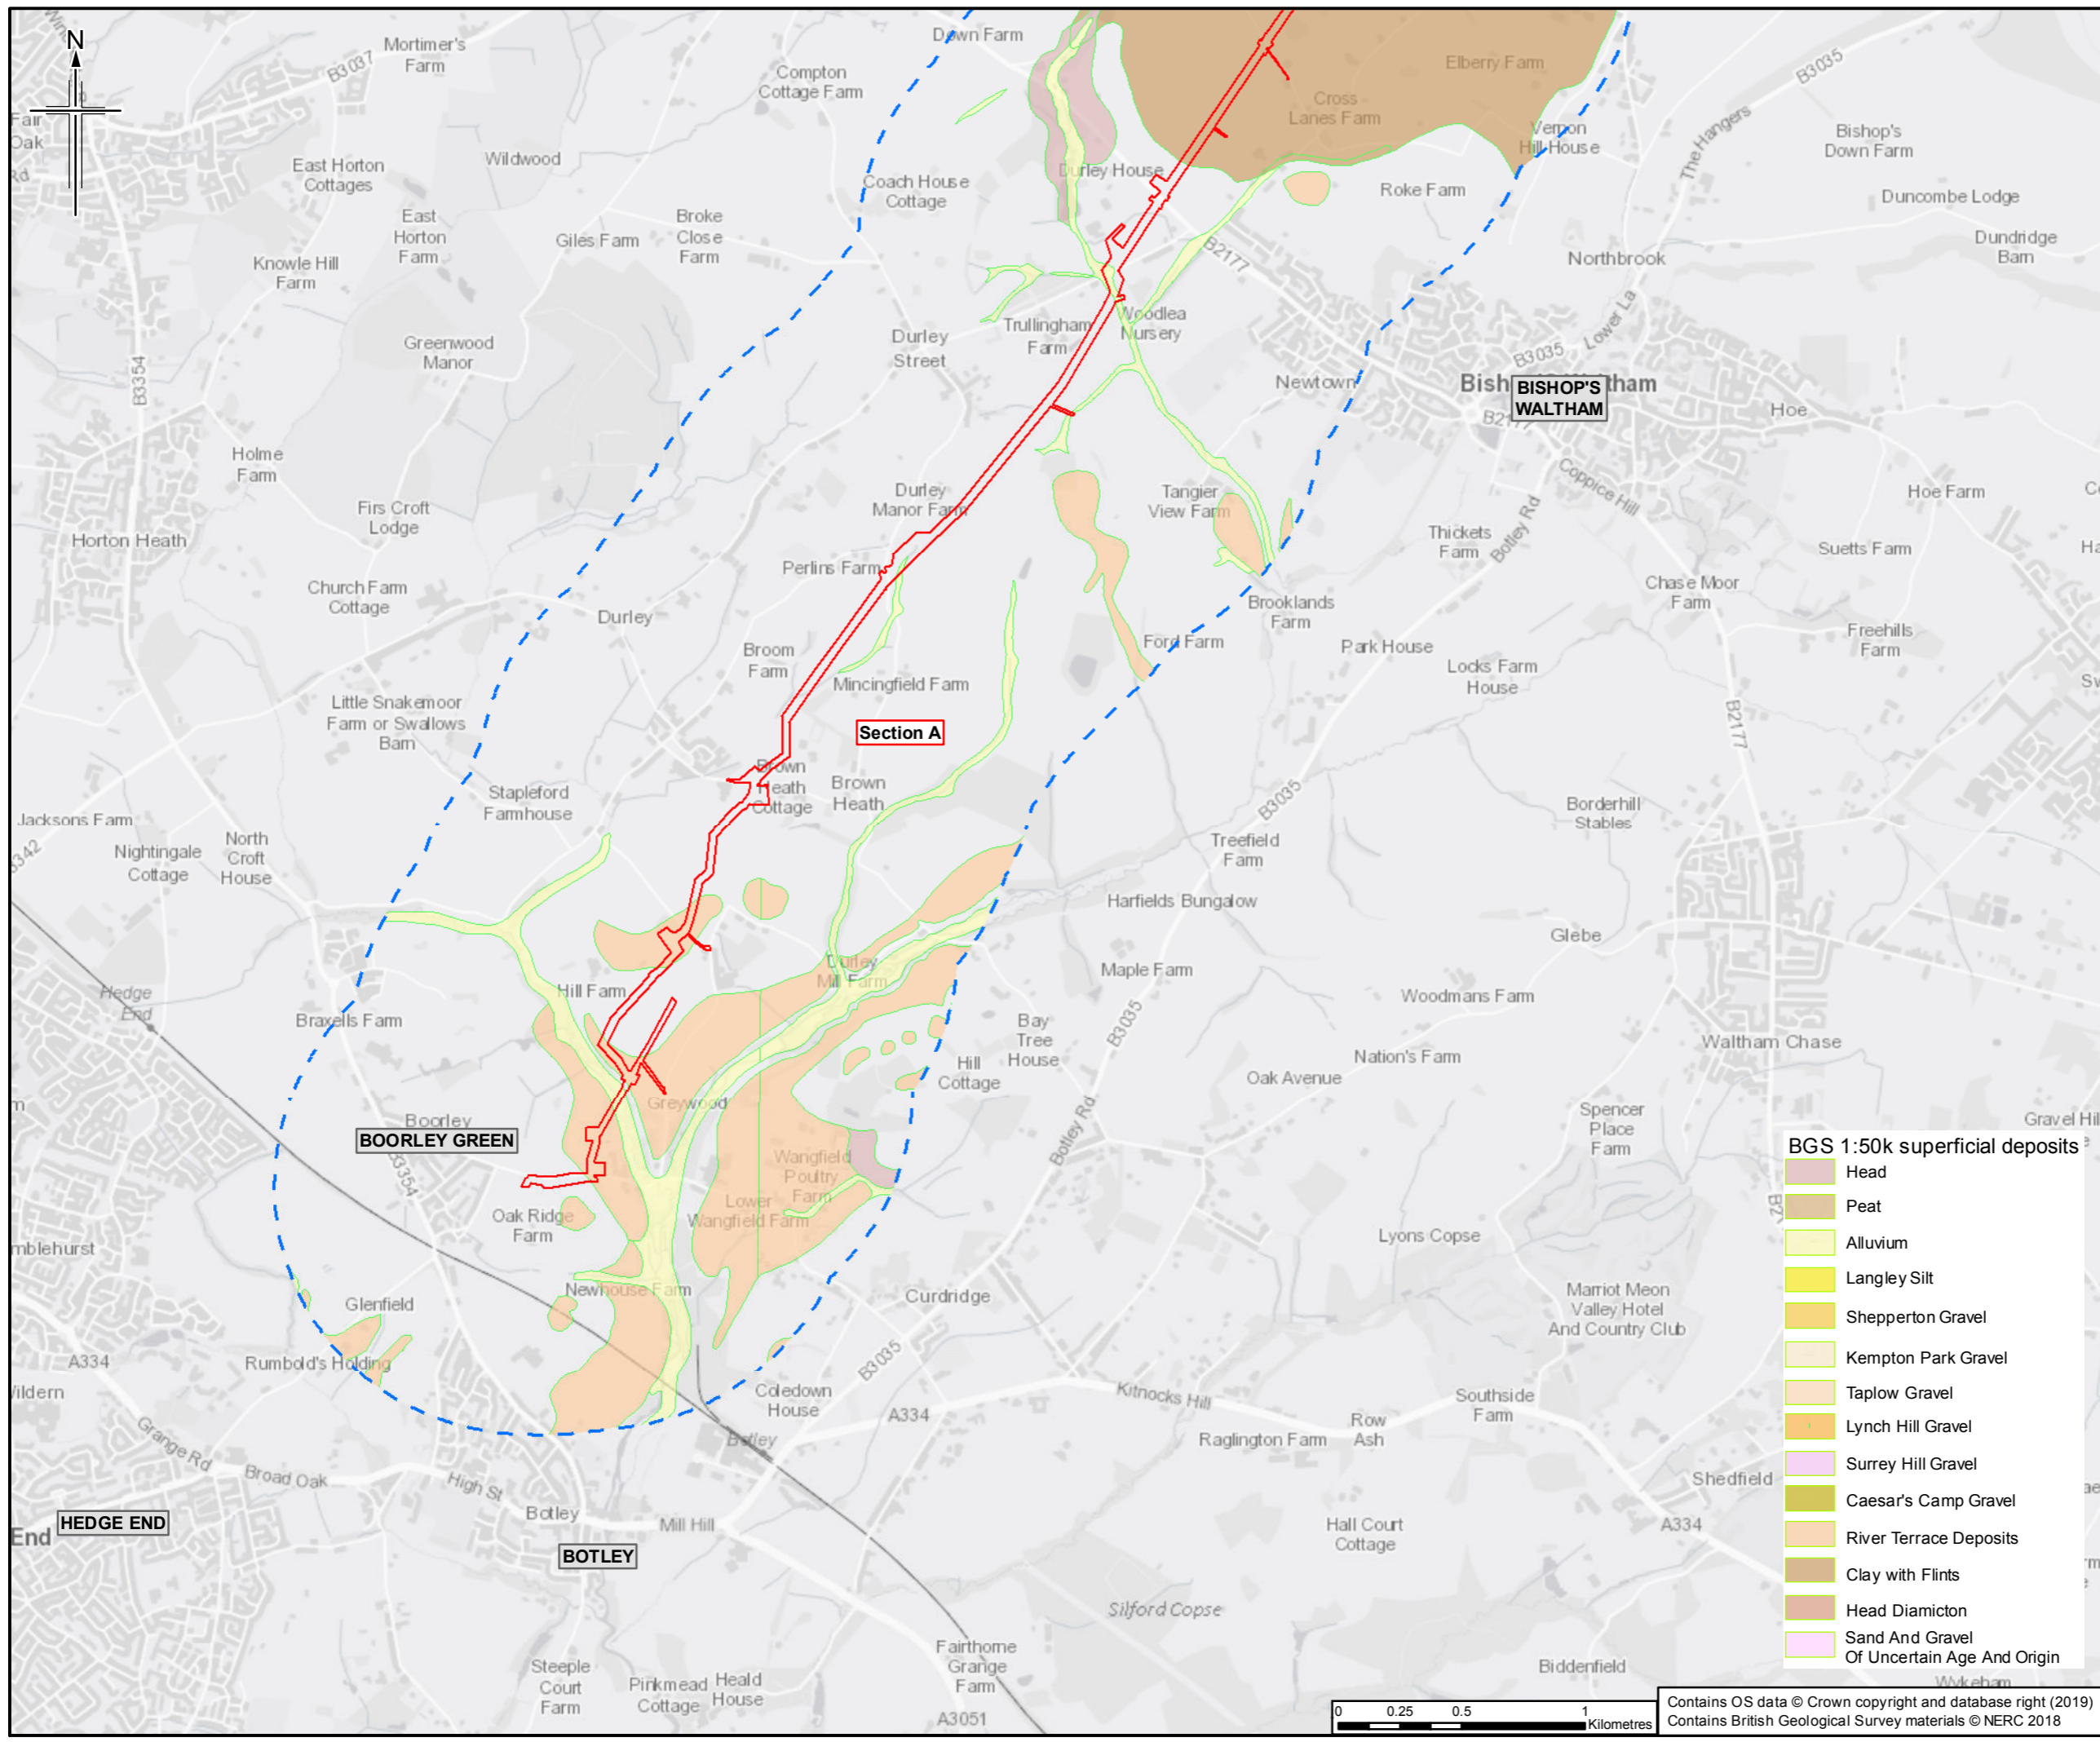 N
Down Farm
Mortimer's
Farm
B3037
Compton
Cottage Farm
Elberry Farm
B3035
Cross
Lanes Farm
Fair
Oak
Rd
Vernon
Hill House
The Hangers
Bishop's
Down Farm
East Horton
Cottages
Wildwood
Durley House
Coach House
Cottage
Roke Farm
Duncombe Lodge
East
Horton
Farm
Giles Farm
Broke
Close
Farm
B2177
Northbrook
Dundridge
Barn
Knowle Hill
Farm
Lower La
Greenwood
Manor
Durley
Street
Trullingham
Farm
Woodlea
Nursery
B3354
B3035
Newtown
BISHOP'S
WALTHAM
B2177
Hoe
Holme
Farm
Coppice Hill
Firs Croft
Lodge
Durley
Manor Farm
Tangier
View Farm
Botley Rd
Hoe Farm
Horton Heath
Thickets
Farm
Suetts Farm
Perlins Farm
Church Farm
Cottage
Durley
Chase Moor
Farm
Brooklands
Farm
Ford Farm
Park House
Freehills
Farm
Broom
Farm
Mincingfield Farm
Locks Farm
House
Little Snakemoor
Farm or Swallows
Barn
Section A
B2177
Brown
Heath
Cottage
Brown
Heath
Stapleford
Farmhouse
B3035
Borderhill
Stables
Jacksons Farm
Nightingale
Cottage
North
Croft
House
Treefield
Farm
Harfields Bungalow
Glebe
Durley
Mill Farm
Maple Farm
Hedge
End
Hill Farm
Woodmans Farm
Braxells Farm
Bay
Tree
House
B3035
Waltham Chase
Hill
Cottage
Nation's Farm
Oak Avenue
Greywood
Boorley
BOORLEY GREEN
B3354
Botley Rd
Spencer
Place
Farm
Gravel Hil
Wangfield
Poultry
Farm
Lower
Wangfield Farm
Oak Ridge
Farm
Lyons Copse
Newhouse Farm
Curdridge
Marriot Meon
Valley Hotel
And Country Club
Glenfield
A334
Rumbold's Holding
B3035
Coledown
House
Kitnocks Hill
A334
Southside
Farm
Row
Ash
Raglington Farm
Grange Rd
Botley
Broad Oak
High St
Shedfield
Botley
Mill Hill
HEDGE END
End
BOTLEY
Hall Court
Cottage
A334
Silford Copse
Fairthorne
Grange
Farm
Steeple
Court
Farm
Pinkmead
Cottage
Heald
House
Biddenfield
Wykeham
A3051
BGS 1:50k superficial deposits
Head
Peat
Alluvium
Langley Silt
Shepperton Gravel
Kempton Park Gravel
Taplow Gravel
Lynch Hill Gravel
Surrey Hill Gravel
Caesar's Camp Gravel
River Terrace Deposits
Clay with Flints
Head Diamicton
Sand And Gravel
Of Uncertain Age And Origin
0 0.25 0.5 1
Kilometres
Contains OS data © Crown copyright and database right (2019)
Contains British Geological Survey materials © NERC 2018